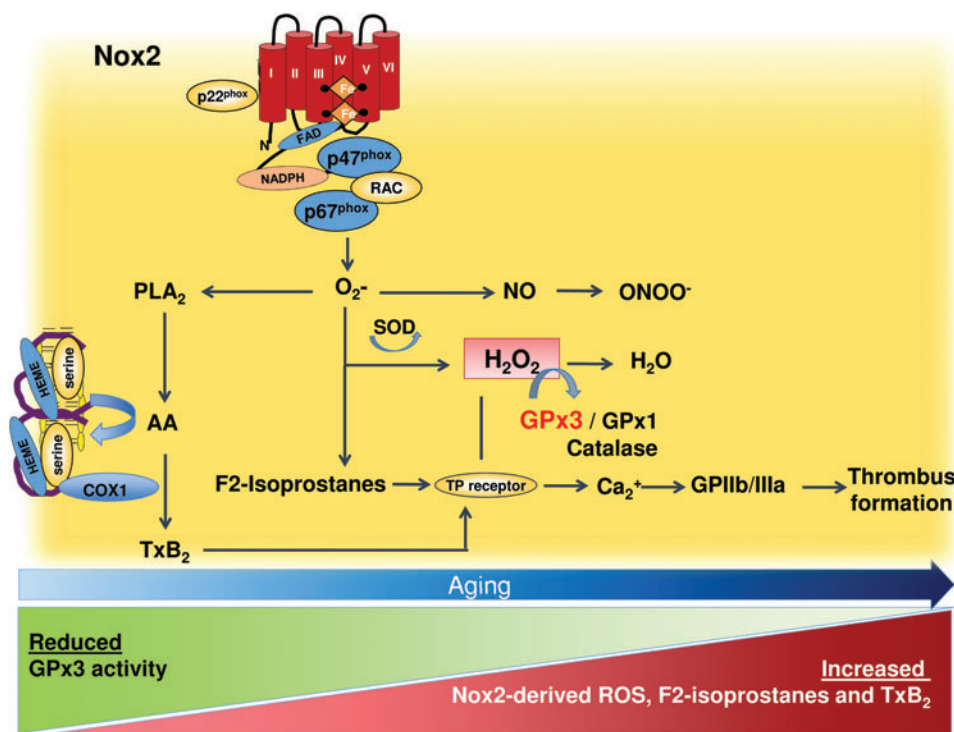 Nox2
I
II
III
IV
V
VI
Fe
Fe
p22phox
N
FAD
NADPH
p47phox
RAC
p67phox
PLA₂
O₂-
NO
ONOO⁻
SOD
H₂O₂
H₂O
GPx3 / GPx1
Catalase
HEME
serine
HEME
serine
COX1
AA
F2-Isoprostanes
TP receptor
Ca₂⁺
GPIIb/IIIa
Thrombus
formation
TxB₂
Aging
Reduced
GPx3 activity
Increased
Nox2-derived ROS, F2-isoprostanes and TxB₂